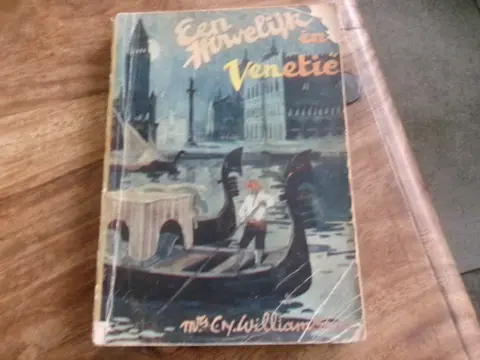 Een
Huwelijk in
Venetië
Mrs C.N. Williamson